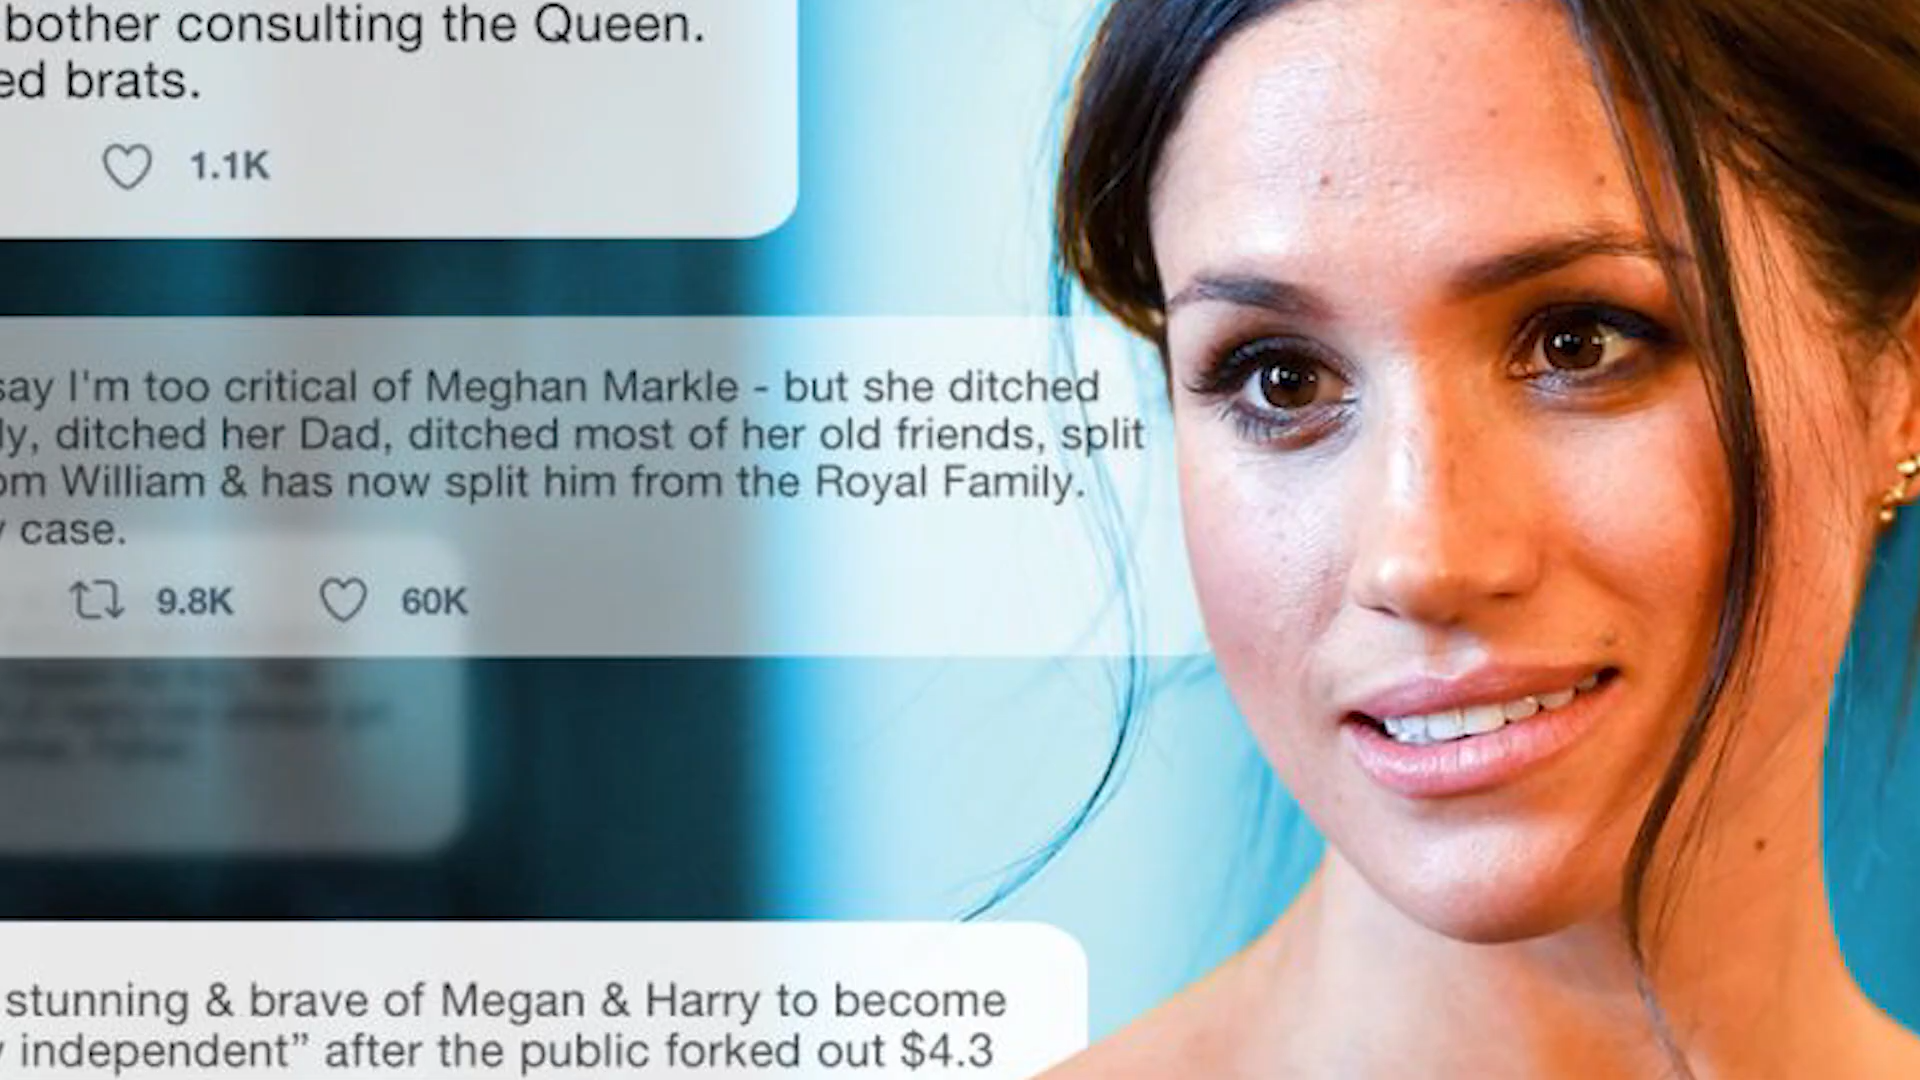 bother consulting the Queen.
ed brats.
1.1K
say I'm too critical of Meghan Markle - but she ditched
ly, ditched her Dad, ditched most of her old friends, split
om William & has now split him from the Royal Family.
y case.
9.8K 60K
stunning & brave of Megan & Harry to become
y independent” after the public forked out $4.3